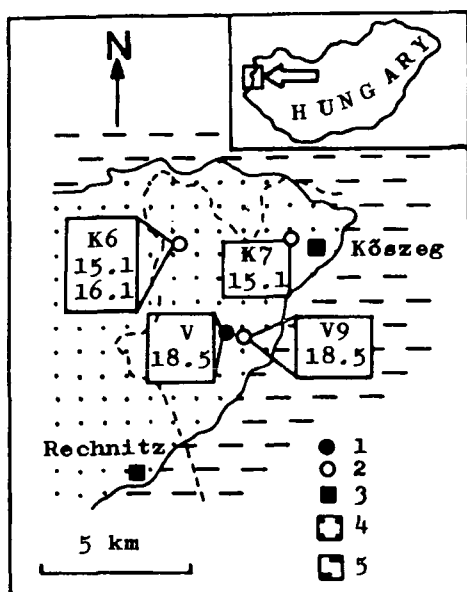 N
HUNGARY
K6
15.1
16.1
K7
15.1
Kőszeg
V
18.5
V9
18.5
Rechnitz
1
2
3
4
5
5 km